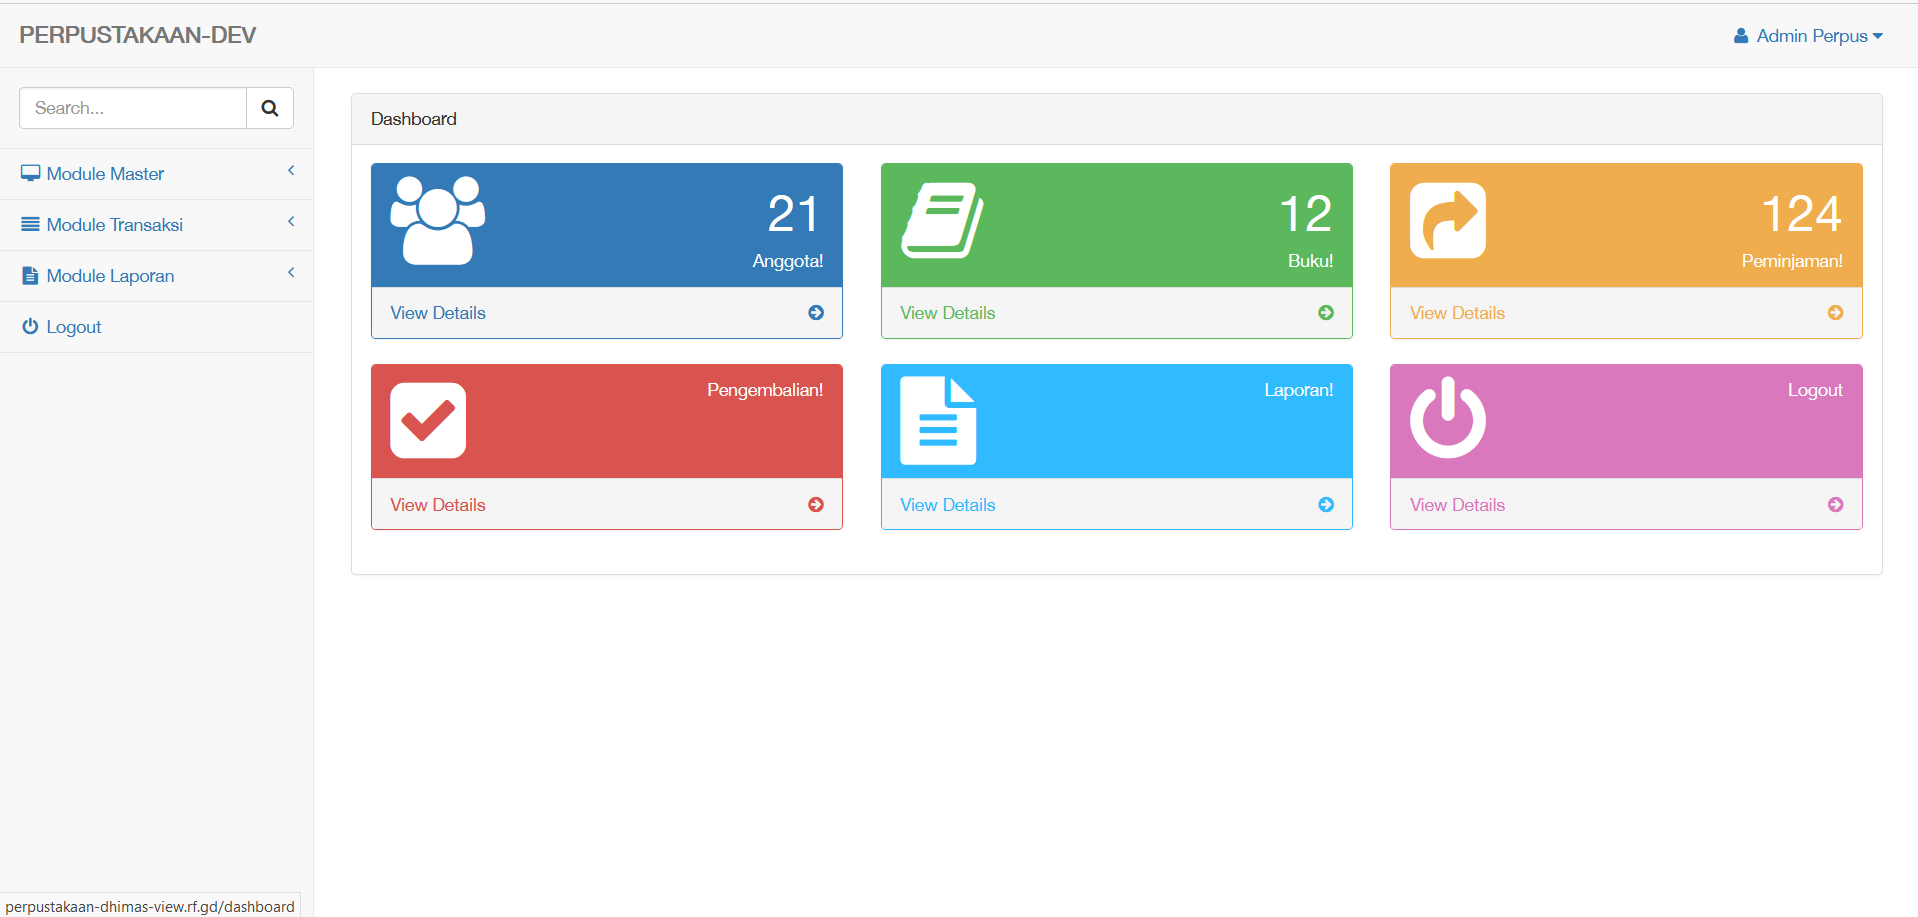 PERPUSTAKAAN-DEV
Admin Perpus
Search...
Module Master
Module Transaksi
Module Laporan
Logout
Dashboard
21
Anggota!
View Details
12
Buku!
View Details
124
Peminjaman!
View Details
Pengembalian!
View Details
Laporan!
View Details
Logout
View Details
perpustakaan-dhimas-view.rf.gd/dashboard